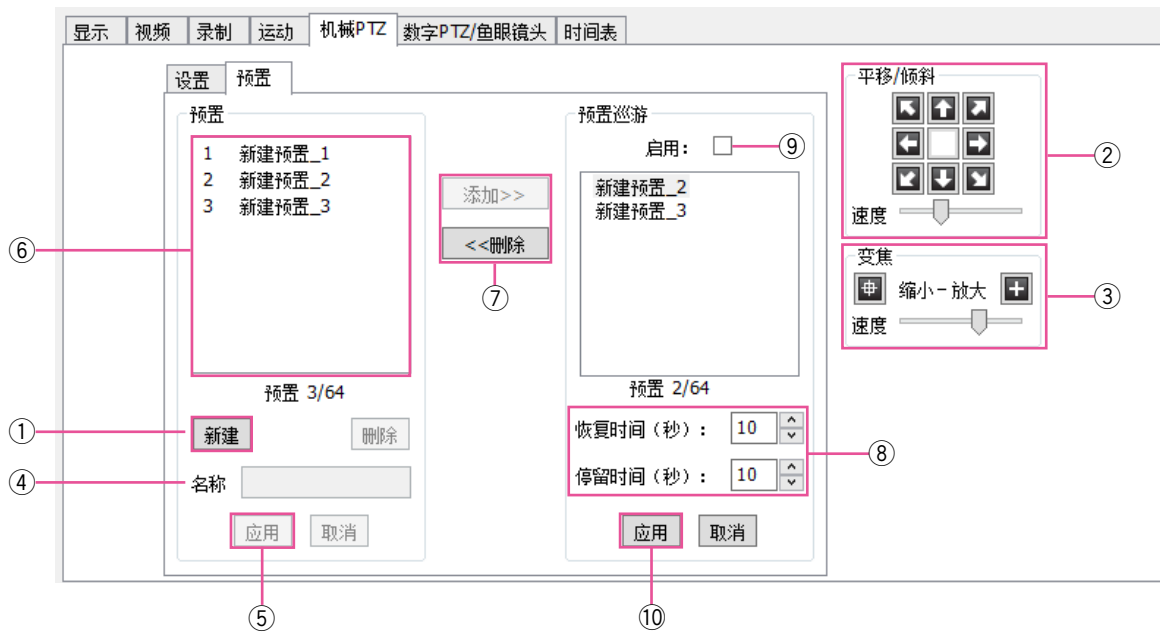 显示 视频 录制 运动 机械PTZ 数字PTZ/鱼眼镜头 时间表
设置 预置
预置
1 新建预置_1
2 新建预置_2
3 新建预置_3
预置 3/64
① 新建 删除
④ 名称
应用 取消
⑤
⑥
添加>>
<<删除
⑦
预置巡游
启用: ⑨
新建预置_2
新建预置_3
预置 2/64
恢复时间(秒): 10
停留时间(秒): 10
⑧
应用 取消
⑩
平移/倾斜
速度
②
变焦
缩小-放大
速度
③